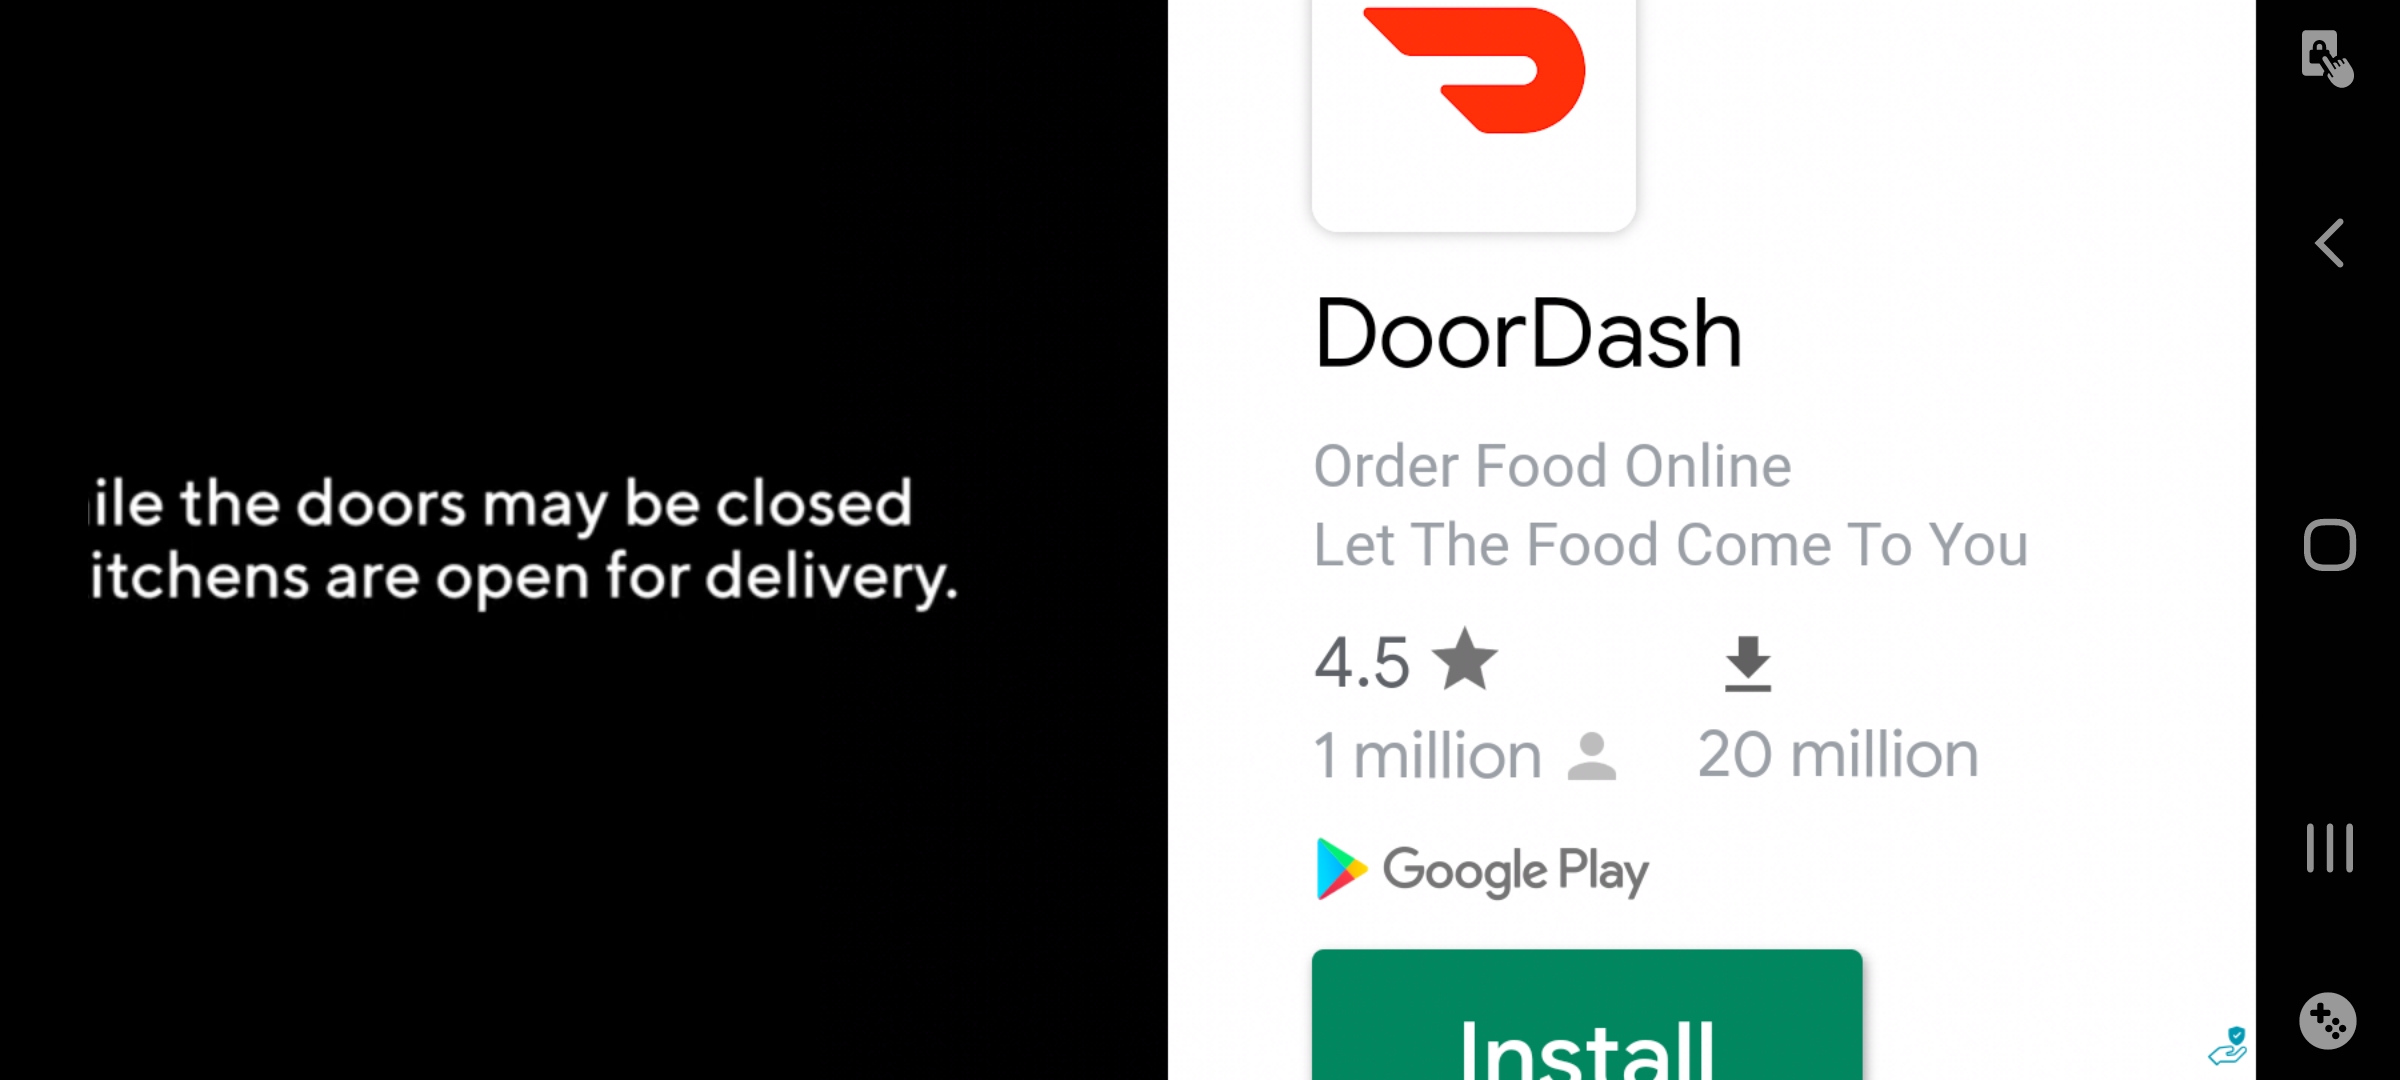 ile the doors may be closed
itchens are open for delivery.
DoorDash
Order Food Online
Let The Food Come To You
4.5
1 million
20 million
Google Play
Install